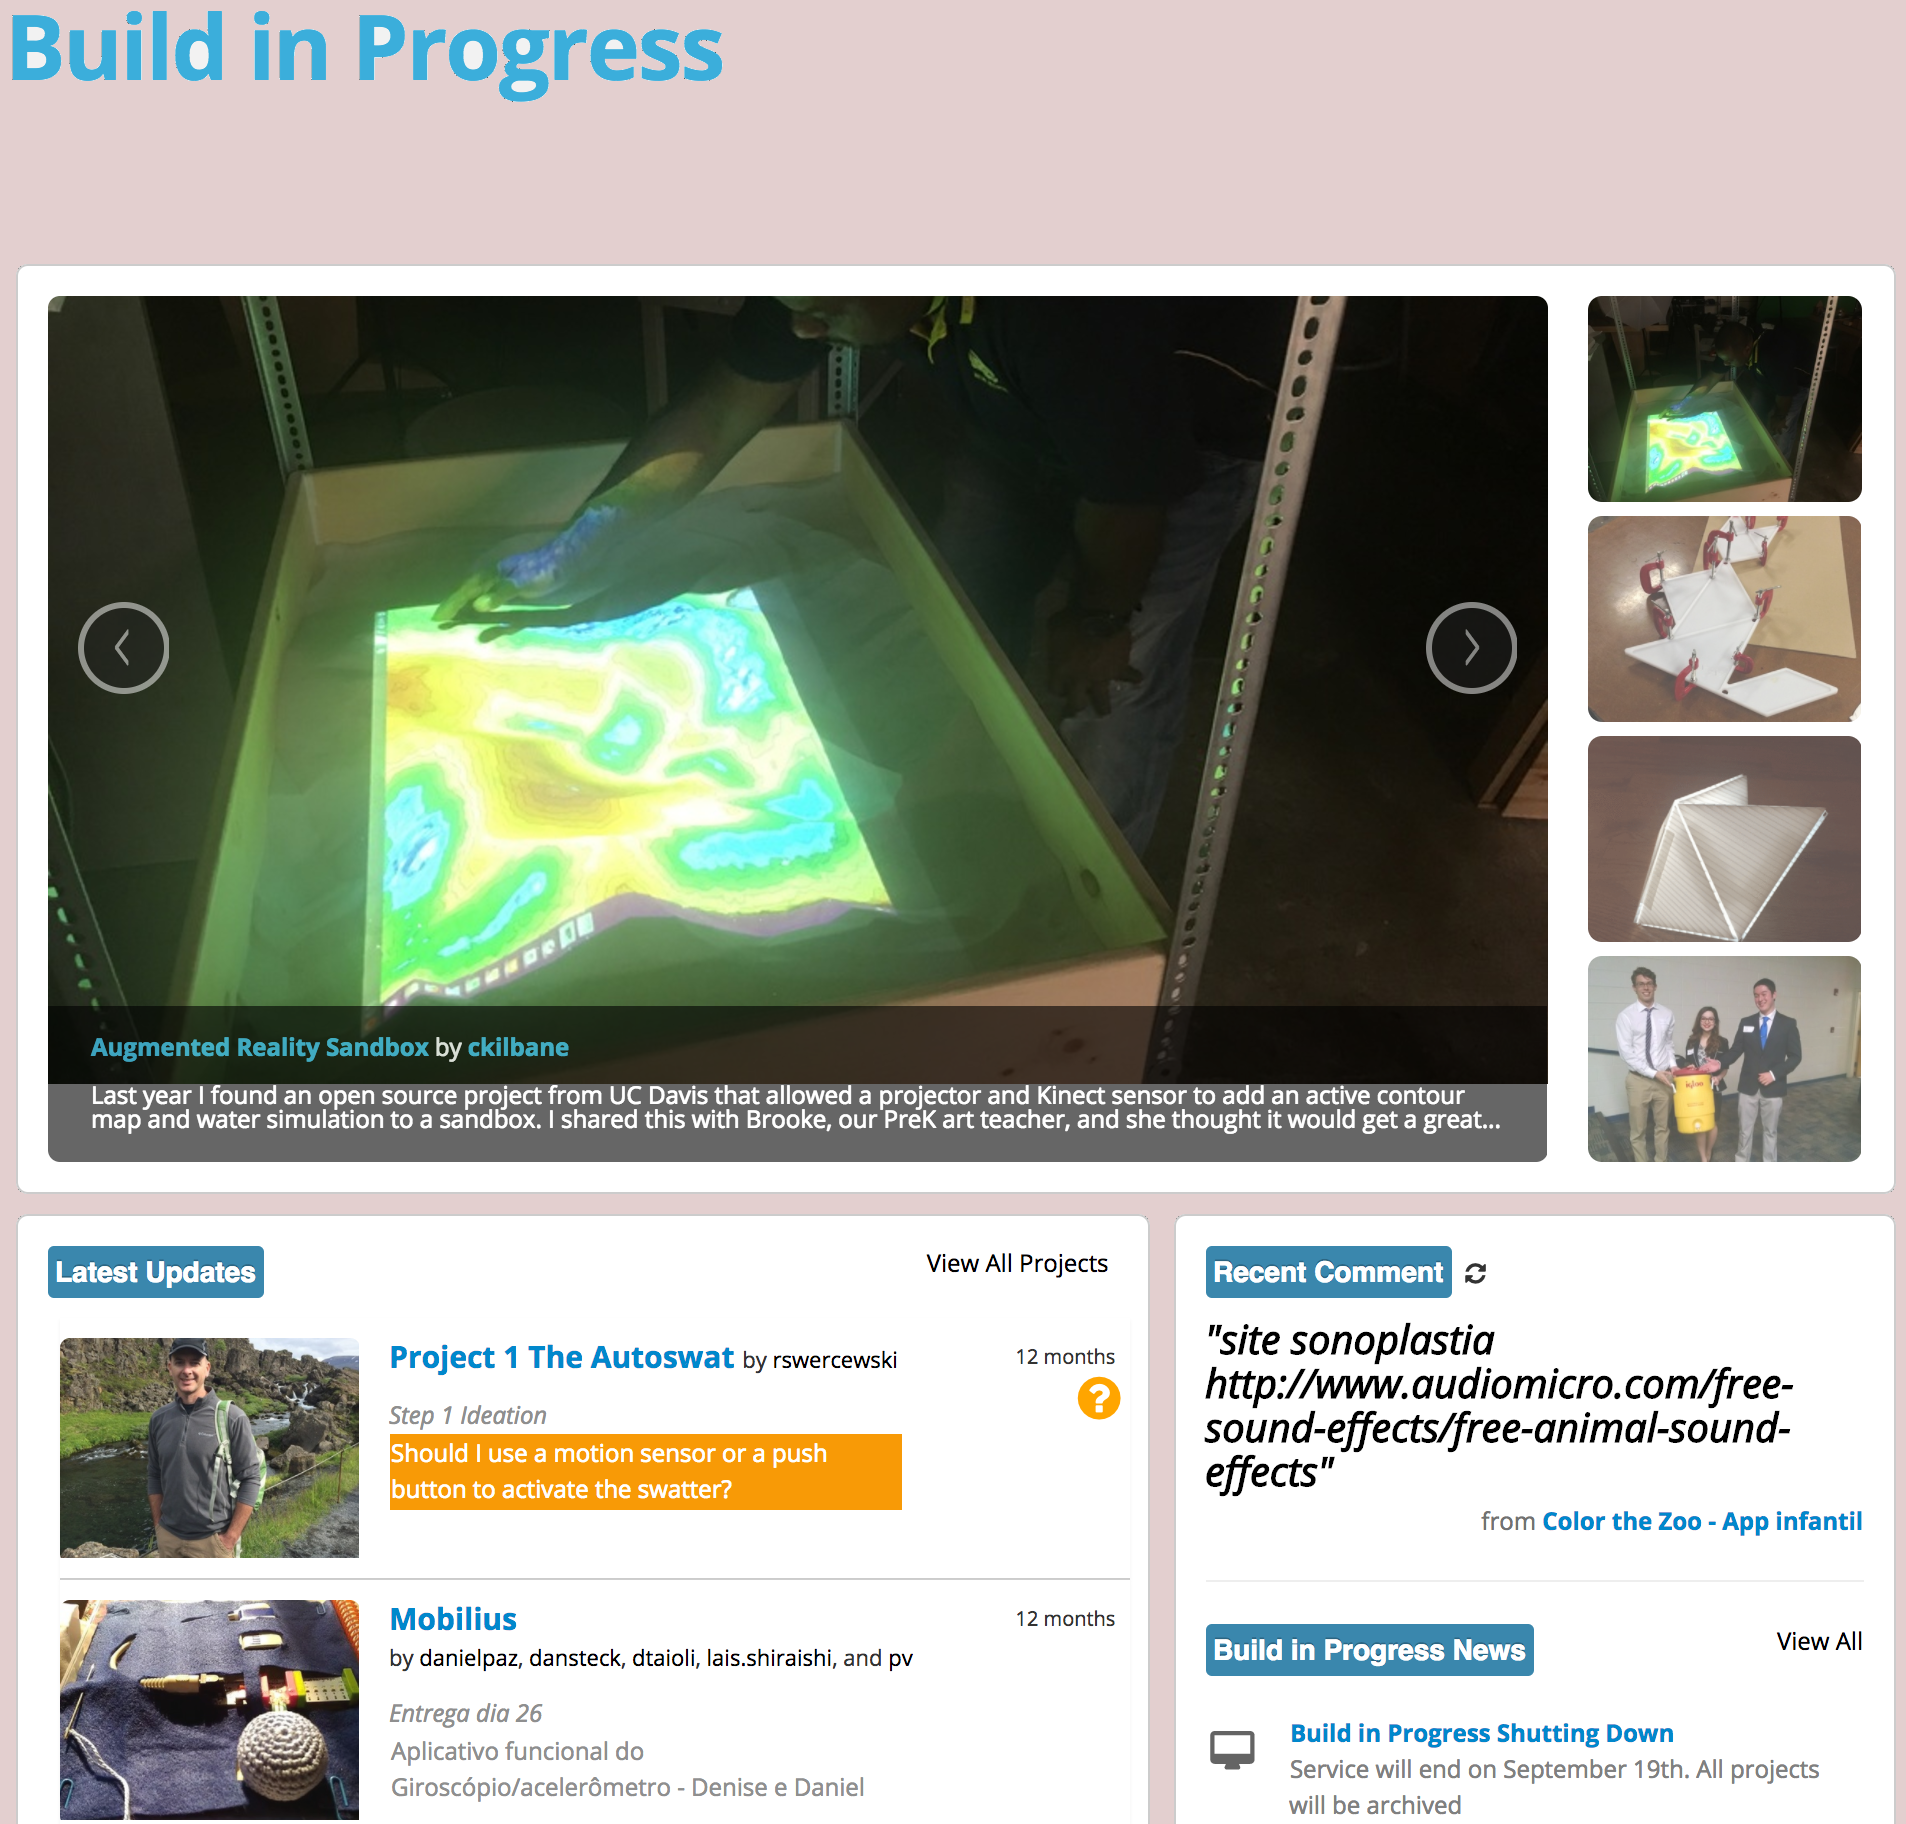 Build in Progress
Augmented Reality Sandbox by ckilbane
Last year I found an open source project from UC Davis that allowed a projector and Kinect sensor to add an active contour
map and water simulation to a sandbox. I shared this with Brooke, our PreK art teacher, and she thought it would get a great...
Latest Updates
View All Projects
Project 1 The Autoswat by rswercewski
12 months
?
Step 1 Ideation
Should I use a motion sensor or a push
button to activate the swatter?
Mobilius
12 months
by danielpaz, dansteck, dtaioli, lais.shiraishi, and pv
Entrega dia 26
Aplicativo funcional do
Giroscópio/acelerômetro - Denise e Daniel
Recent Comment
"site sonoplastia
http://www.audiomicro.com/free-
sound-effects/free-animal-sound-
effects"
from Color the Zoo - App infantil
Build in Progress News
View All
Build in Progress Shutting Down
Service will end on September 19th. All projects
will be archived